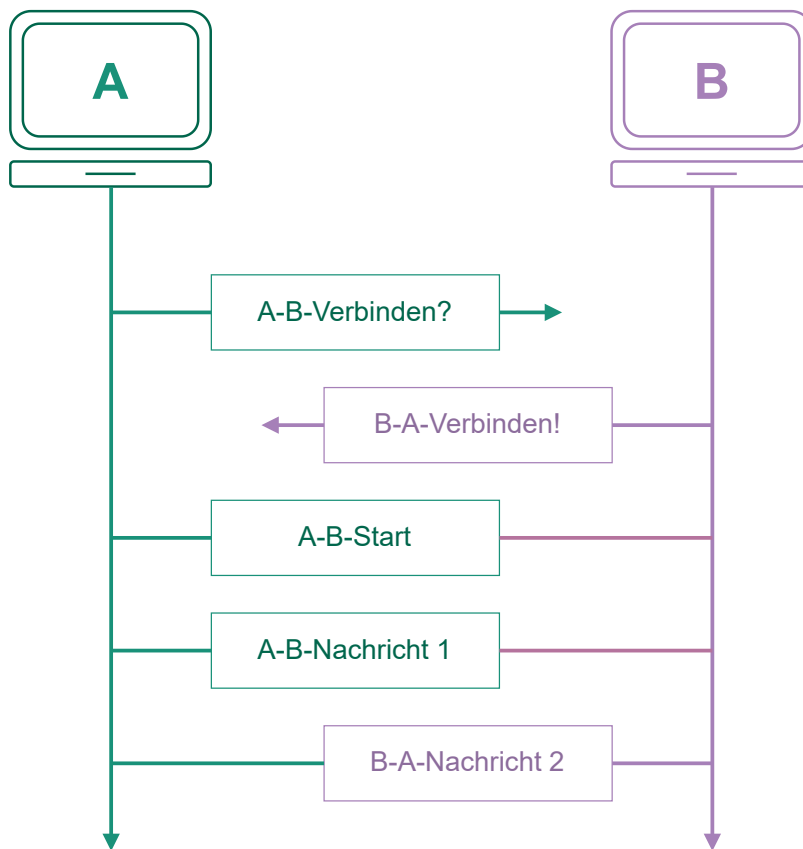 A
B
A-B-Verbinden?
B-A-Verbinden!
A-B-Start
A-B-Nachricht 1
B-A-Nachricht 2